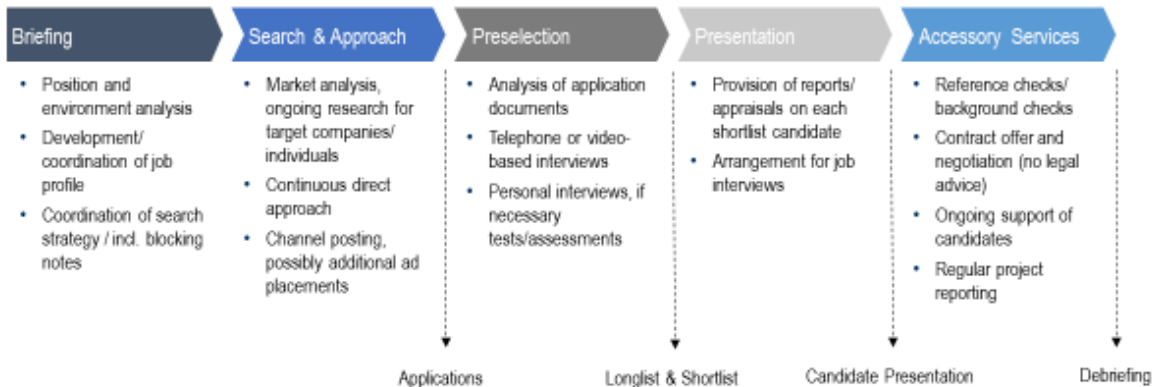 Briefing
Search & Approach
Preselection
Presentation
Accessory Services
• Position and
environment analysis
• Development/
coordination of job
profile
• Coordination of search
strategy / incl. blocking
notes
• Market analysis,
ongoing research for
target companies/
individuals
• Continuous direct
approach
• Channel posting,
possibly additional ad
placements
• Analysis of application
documents
• Telephone or video-
based interviews
• Personal interviews, if
necessary
tests/assessments
• Provision of reports/
appraisals on each
shortlist candidate
• Arrangement for job
interviews
• Reference checks/
background checks
• Contract offer and
negotiation (no legal
advice)
• Ongoing support of
candidates
• Regular project
reporting
Applications
Longlist & Shortlist
Candidate Presentation
Debriefing